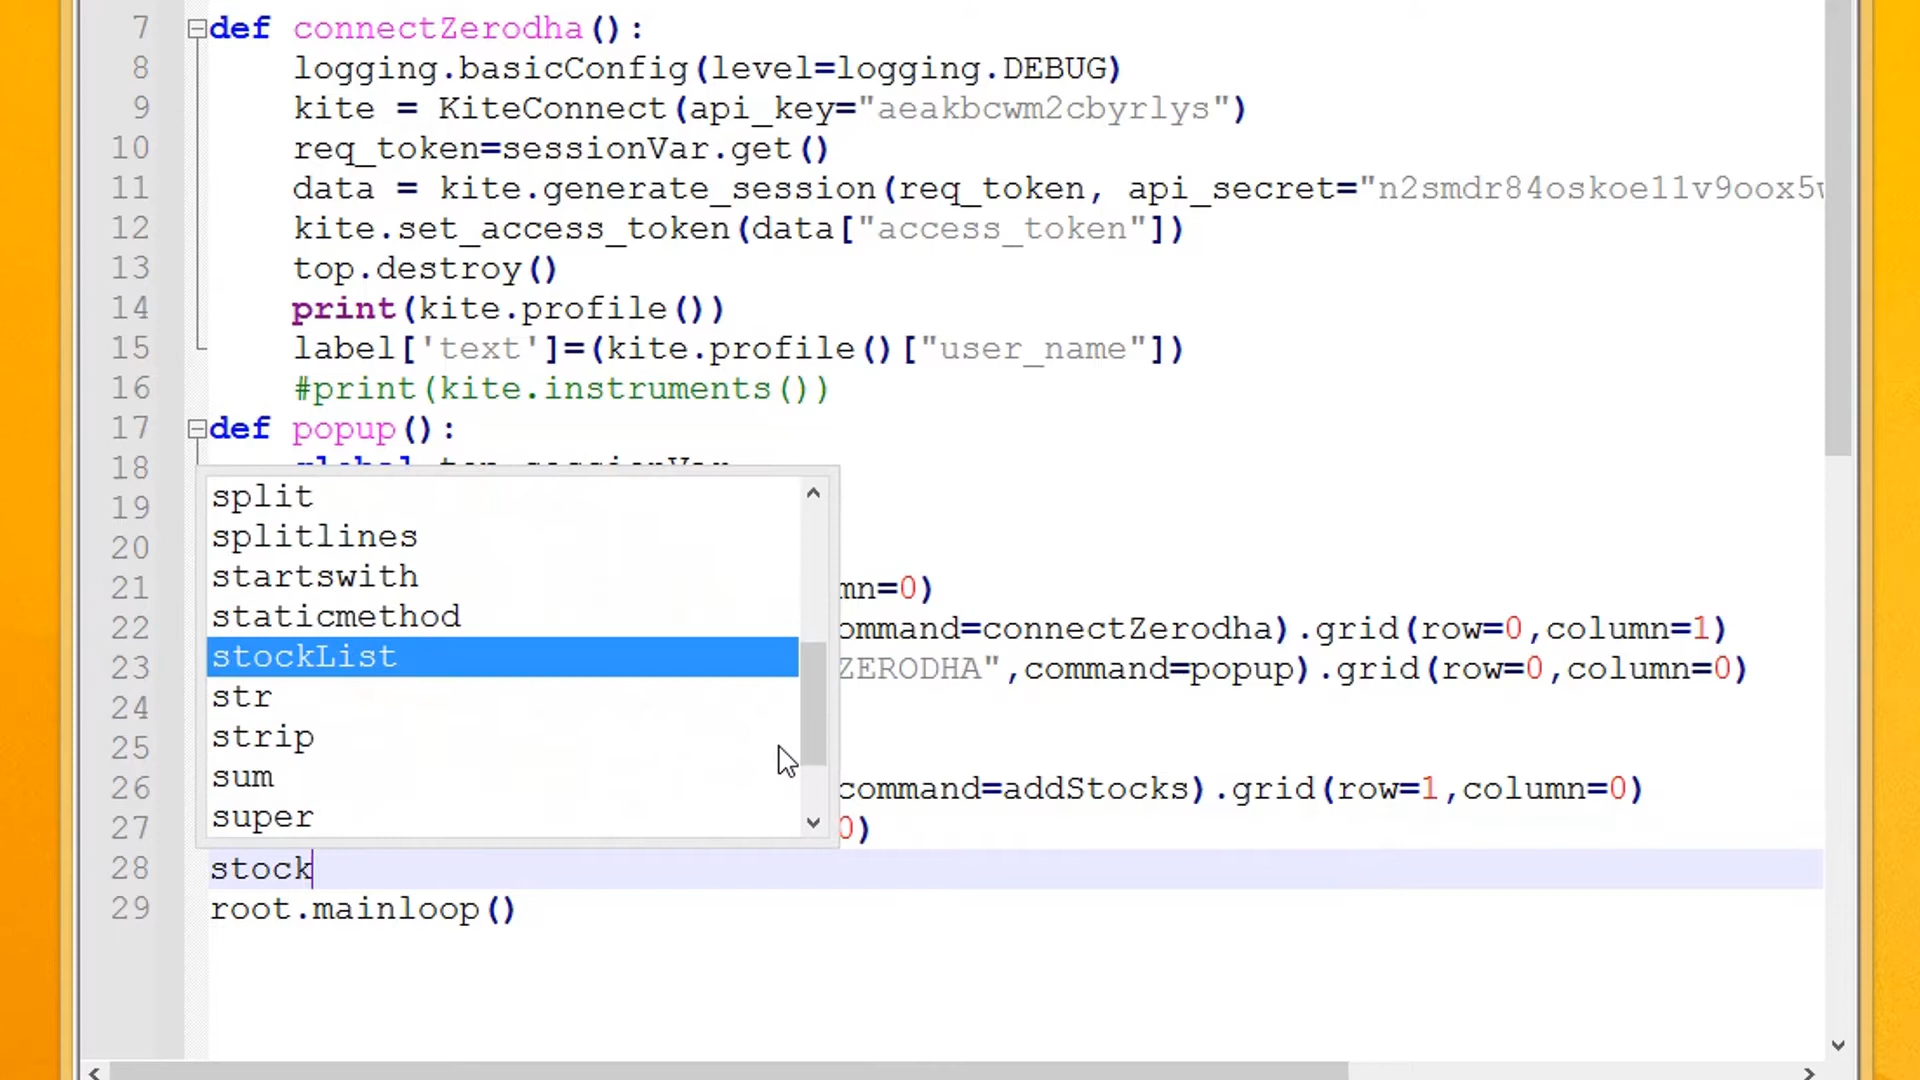 7 def connectZerodha():
8 logging.basicConfig(level=logging.DEBUG)
9 kite = KiteConnect(api_key="aeakbcwm2cbyrlys")
10 req_token=sessionVar.get()
11 data = kite.generate_session(req_token, api_secret="n2smdr84oskoe11v9oox5
12 kite.set_access_token(data["access_token"])
13 top.destroy()
14 print(kite.profile())
15 label['text']=(kite.profile()["user_name"])
16 #print(kite.instruments())
17 def popup():
18 global top,sessionVar
split
19
splitlines
20
startswith
21 mn=0)
staticmethod
22 ommand=connectZerodha).grid(row=0,column=1)
stockList
23 ZERODHA",command=popup).grid(row=0,column=0)
str
24
strip
25
sum
26 command=addStocks).grid(row=1,column=0)
super
27 0)
28 stock
29 root.mainloop()